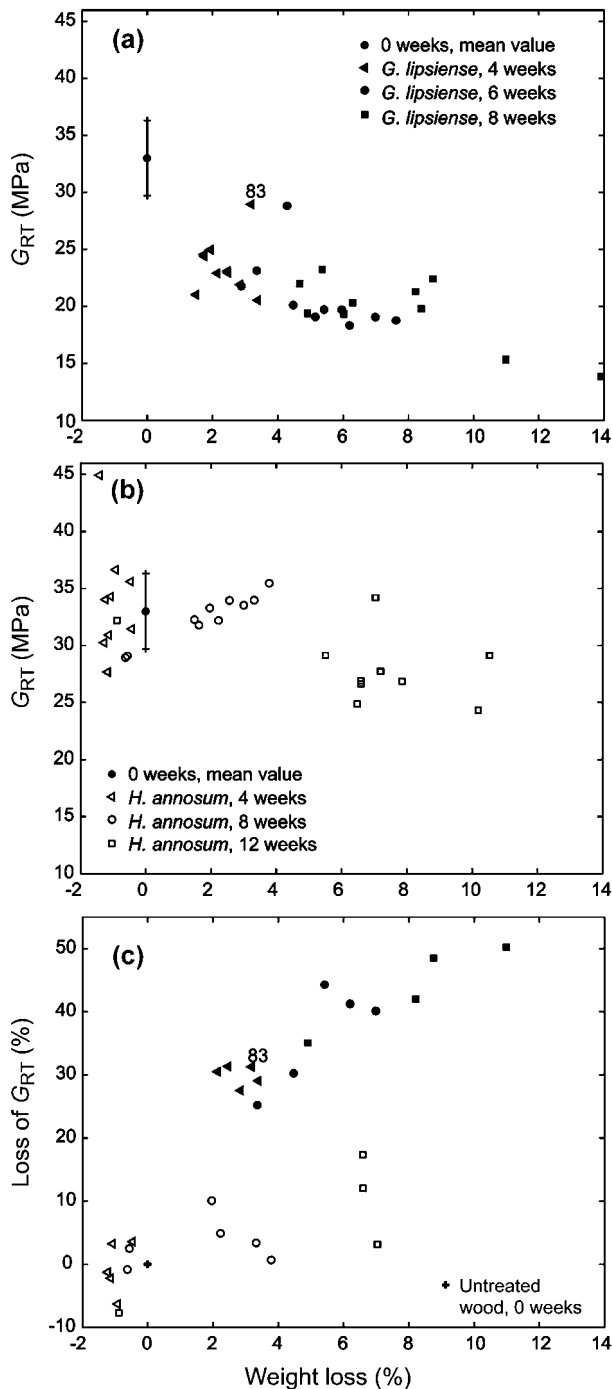 45
(a)
● 0 weeks, mean value
◀ G. lipsiense, 4 weeks
● G. lipsiense, 6 weeks
■ G. lipsiense, 8 weeks
40
35
30
25
20
15
10
83
G_RT (MPa)
-2 0 2 4 6 8 10 12 14
45
(b)
40
35
30
25
20
15
10
G_RT (MPa)
● 0 weeks, mean value
◁ H. annosum, 4 weeks
○ H. annosum, 8 weeks
□ H. annosum, 12 weeks
-2 0 2 4 6 8 10 12 14
50
(c)
40
30
20
10
0
-10
83
Loss of G_RT (%)
+ Untreated
wood, 0 weeks
-2 0 2 4 6 8 10 12 14
Weight loss (%)